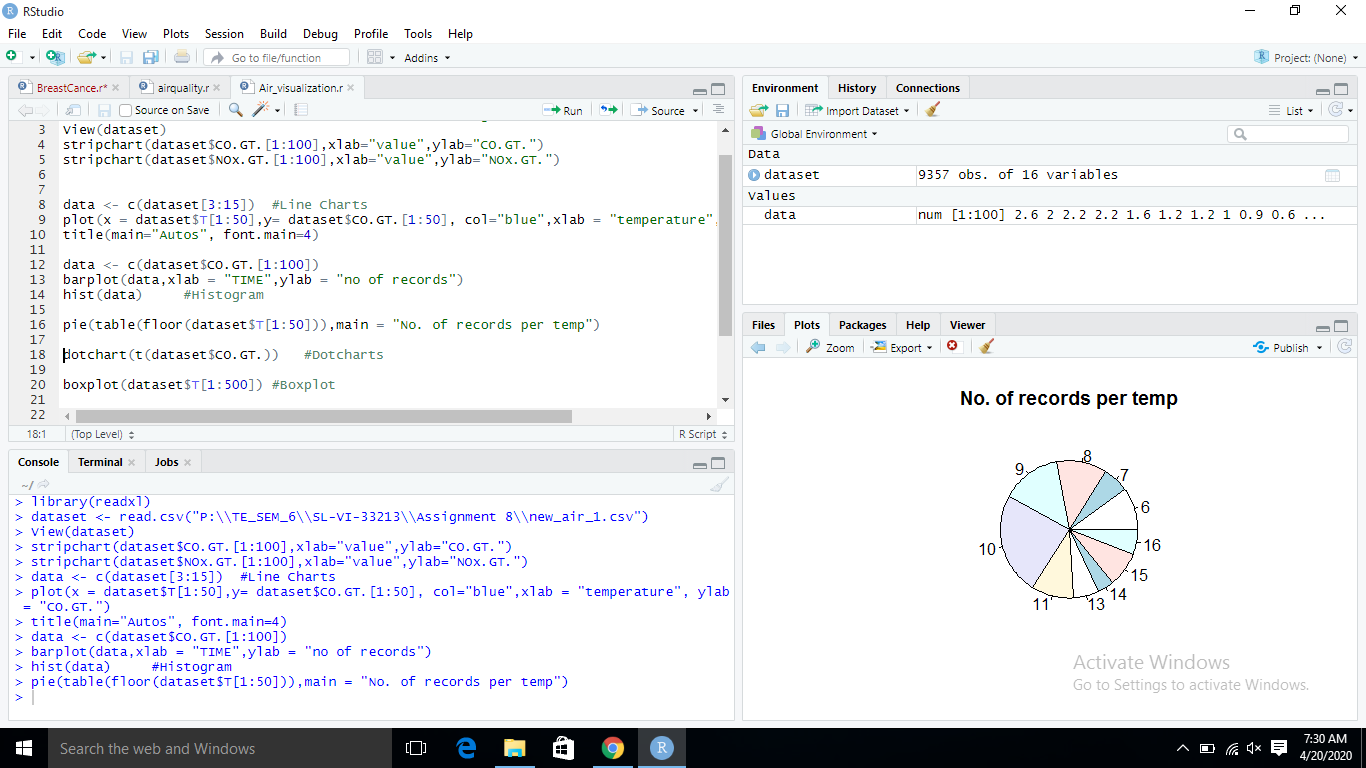 RStudio
File Edit Code View Plots Session Build Debug Profile Tools Help
Go to file/function Addins Project: (None)
BreastCance.r* airquality.r Air_visualization.r
Source on Save Run Source
3 View(dataset)
4 stripchart(dataset$CO.GT.[1:100],xlab="value",ylab="CO.GT.")
5 stripchart(dataset$NOx.GT.[1:100],xlab="value",ylab="NOx.GT.")
6
7
8 data <- c(dataset[3:15])  #Line Charts
9 plot(x = dataset$T[1:50],y= dataset$CO.GT.[1:50], col="blue",xlab = "temperature",
10 title(main="Autos", font.main=4)
11
12 data <- c(dataset$CO.GT.[1:100])
13 barplot(data,xlab = "TIME",ylab = "no of records")
14 hist(data)     #Histogram
15
16 pie(table(floor(dataset$T[1:50])),main = "No. of records per temp")
17
18 dotchart(t(dataset$CO.GT.))   #Dotcharts
19
20 boxplot(dataset$T[1:500]) #Boxplot
21
22
18:1 (Top Level) R Script
Console Terminal Jobs
~/
> library(readxl)
> dataset <- read.csv("P:\\TE_SEM_6\\SL-VI-33213\\Assignment 8\\new_air_1.csv")
> View(dataset)
> stripchart(dataset$CO.GT.[1:100],xlab="value",ylab="CO.GT.")
> stripchart(dataset$NOx.GT.[1:100],xlab="value",ylab="NOx.GT.")
> data <- c(dataset[3:15])  #Line Charts
> plot(x = dataset$T[1:50],y= dataset$CO.GT.[1:50], col="blue",xlab = "temperature", ylab
= "CO.GT.")
> title(main="Autos", font.main=4)
> data <- c(dataset$CO.GT.[1:100])
> barplot(data,xlab = "TIME",ylab = "no of records")
> hist(data)     #Histogram
> pie(table(floor(dataset$T[1:50])),main = "No. of records per temp")
>
Environment History Connections
Import Dataset List
Global Environment
Data
dataset 9357 obs. of 16 variables
Values
data num [1:100] 2.6 2 2.2 2.2 1.6 1.2 1.2 1 0.9 0.6 ...
Files Plots Packages Help Viewer
Zoom Export Publish
No. of records per temp
8
9
7
6
10
16
15
14
11
13
Activate Windows
Go to Settings to activate Windows.
Search the web and Windows
7:30 AM
4/20/2020